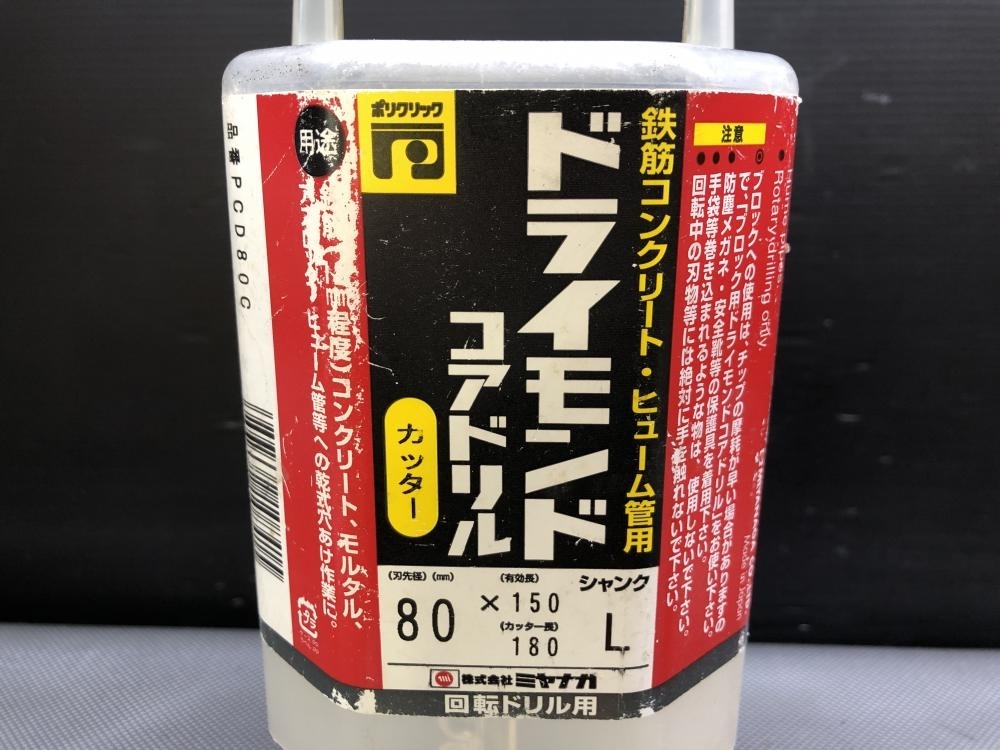 品番PCD80C
用途
程度)コンクリート、モルタル、
ヒューム管等への乾式穴あけ作業に。
プラ
ポリクリック
鉄筋コンクリート・ヒューム管用
ドライモンド
コアドリル
カッター
(刃先径)(mm)
80
×
(有効長)
150
(カッター長)
180
シャンク
L
株式会社ミヤナガ
回転ドリル用
注意
Rotary drilling only.
ブロックへの使用は、チップの摩耗が早い場合がありますの
で、「ブロック用ドライモンドコアドリル」をお使い下さい。
防塵メガネ・安全靴等の保護具を着用下さい。
手袋等巻き込まれるような物は、使用しないで下さい。
回転中の刃物等には絶対に手を触れないで下さい。
Made in Japan